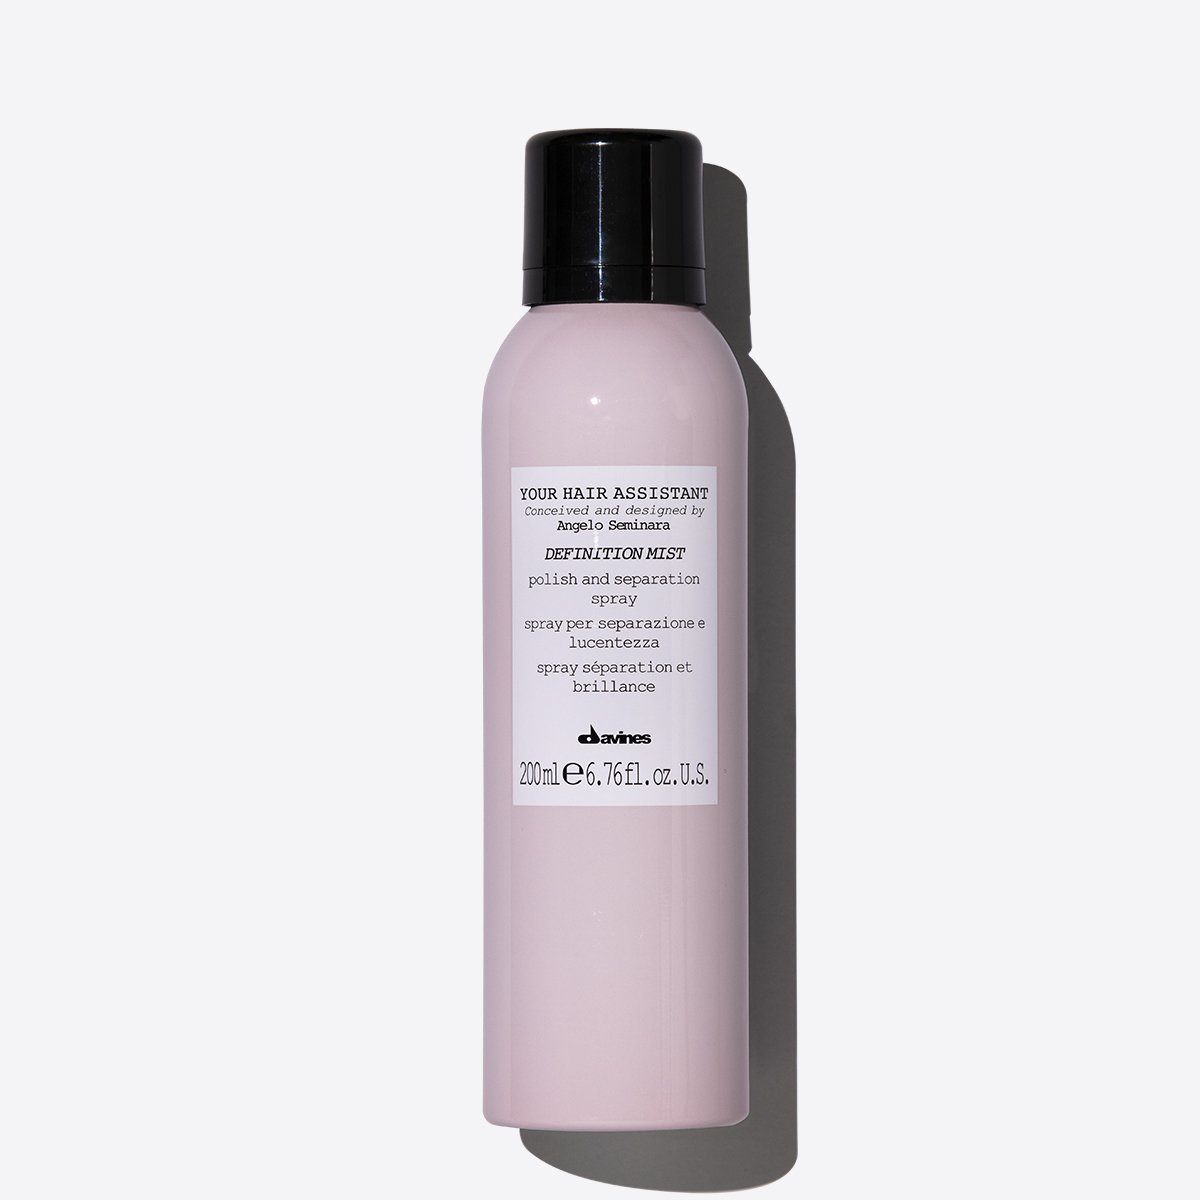 YOUR HAIR ASSISTANT
Conceived and designed by
Angelo Seminara
DEFINITION MIST
polish and separation
spray
spray per separazione e
lucentezza
spray séparation et
brillance
davines
200ml e 6.76fl.oz.U.S.